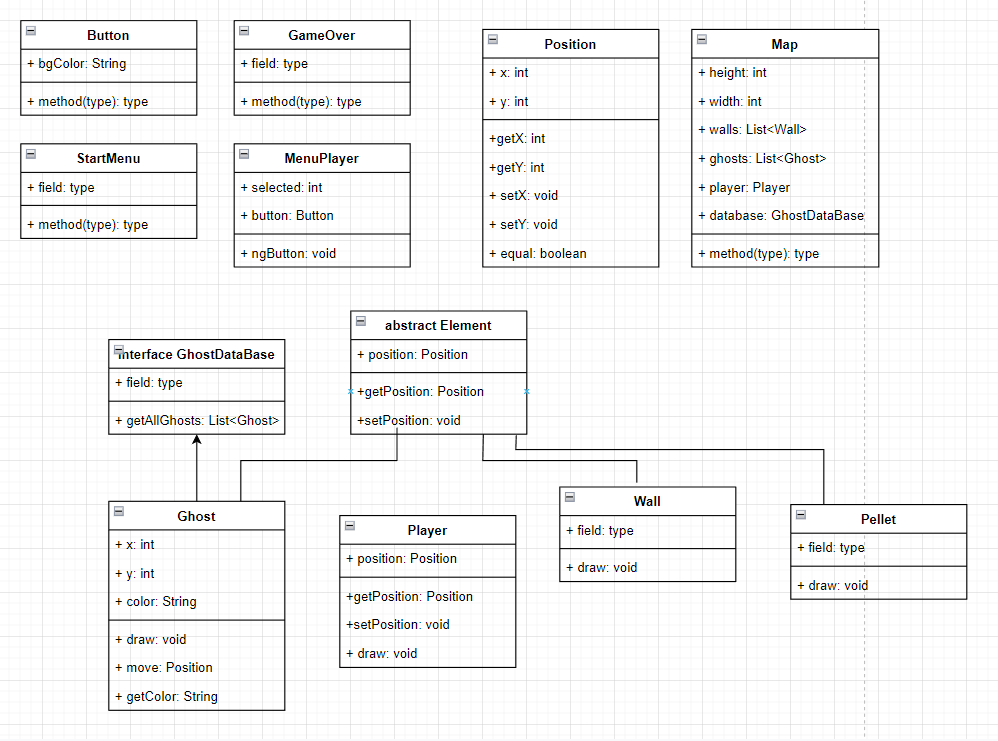 Button
+ bgColor: String
+ method(type): type
GameOver
+ field: type
+ method(type): type
Position
+ x: int
+ y: int
+getX: int
+getY: int
+ setX: void
+ setY: void
+ equal: boolean
Map
+ height: int
+ width: int
+ walls: List<Wall>
+ ghosts: List<Ghost>
+ player: Player
+ database: GhostDataBase
+ method(type): type
StartMenu
+ field: type
+ method(type): type
MenuPlayer
+ selected: int
+ button: Button
+ ngButton: void
interface GhostDataBase
+ field: type
+ getAllGhosts: List<Ghost>
abstract Element
+ position: Position
+getPosition: Position
+setPosition: void
Ghost
+ x: int
+ y: int
+ color: String
+ draw: void
+ move: Position
+ getColor: String
Player
+ position: Position
+getPosition: Position
+setPosition: void
+ draw: void
Wall
+ field: type
+ draw: void
Pellet
+ field: type
+ draw: void